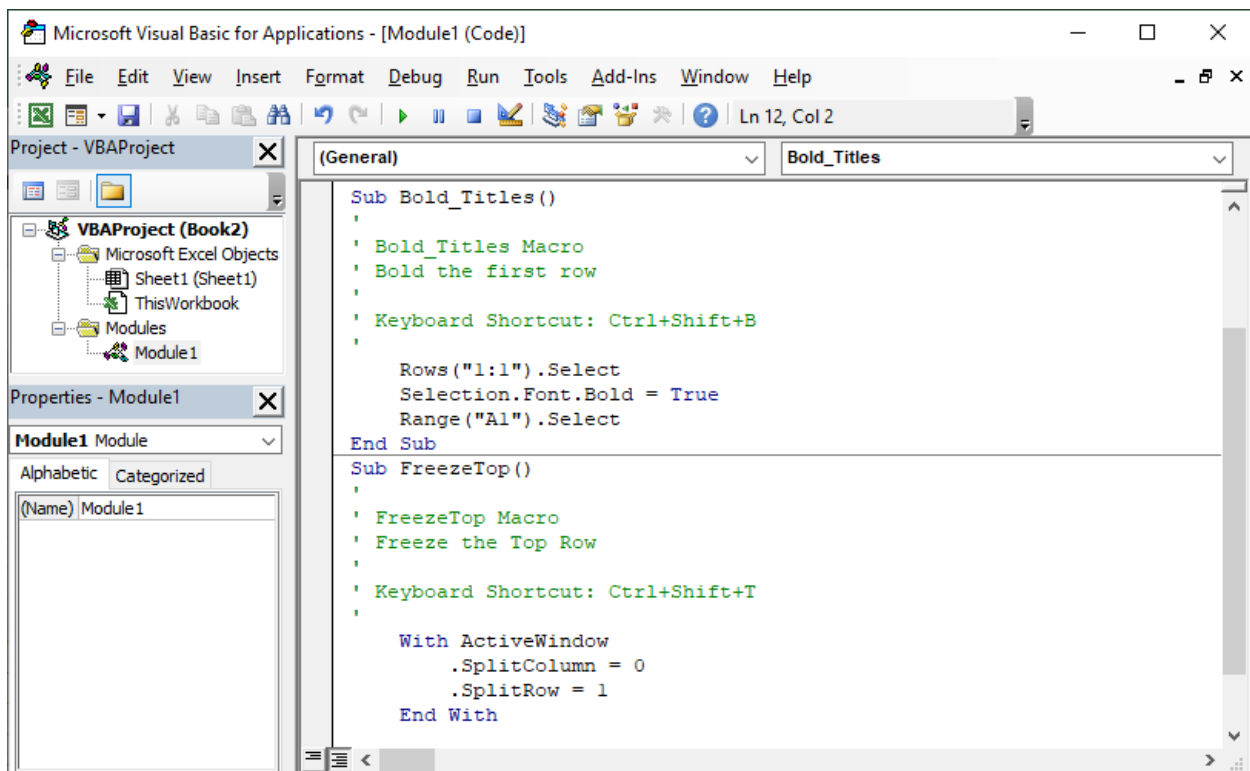 Microsoft Visual Basic for Applications - [Module1 (Code)]
File Edit View Insert Format Debug Run Tools Add-Ins Window Help
Ln 12, Col 2
Project - VBAProject
VBAProject (Book2)
Microsoft Excel Objects
Sheet1 (Sheet1)
ThisWorkbook
Modules
Module1
Properties - Module1
Module1 Module
Alphabetic Categorized
(Name) Module1
(General) Bold_Titles
Sub Bold_Titles()
'
' Bold_Titles Macro
' Bold the first row
'
' Keyboard Shortcut: Ctrl+Shift+B
'
    Rows("1:1").Select
    Selection.Font.Bold = True
    Range("A1").Select
End Sub
Sub FreezeTop()
'
' FreezeTop Macro
' Freeze the Top Row
'
' Keyboard Shortcut: Ctrl+Shift+T
'
    With ActiveWindow
        .SplitColumn = 0
        .SplitRow = 1
    End With